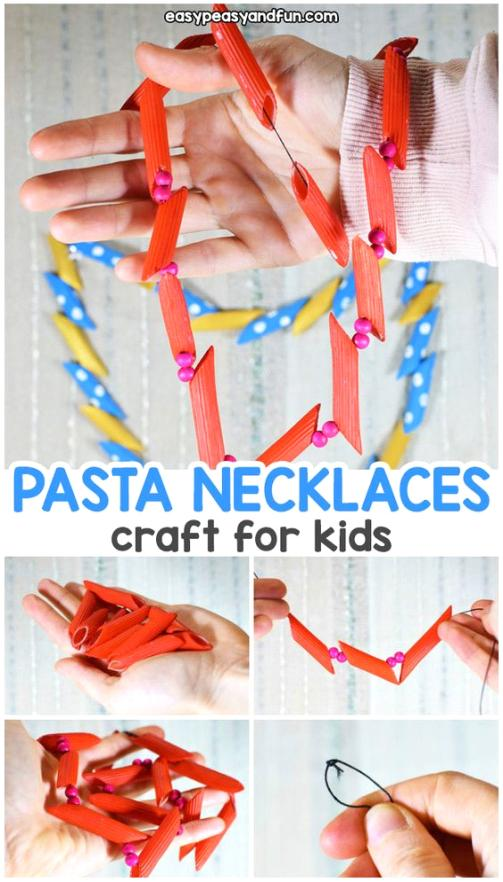 easypeasyandfun.com
PASTA NECKLACES
craft for kids